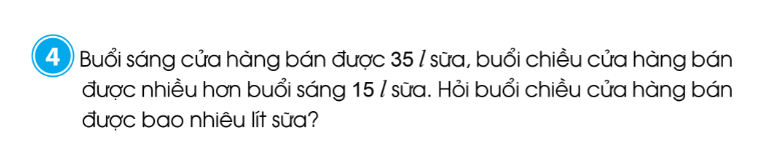 4 Buổi sáng cửa hàng bán được 35 l sữa, buổi chiều cửa hàng bán
được nhiều hơn buổi sáng 15 l sữa. Hỏi buổi chiều cửa hàng bán
được bao nhiêu lít sữa?